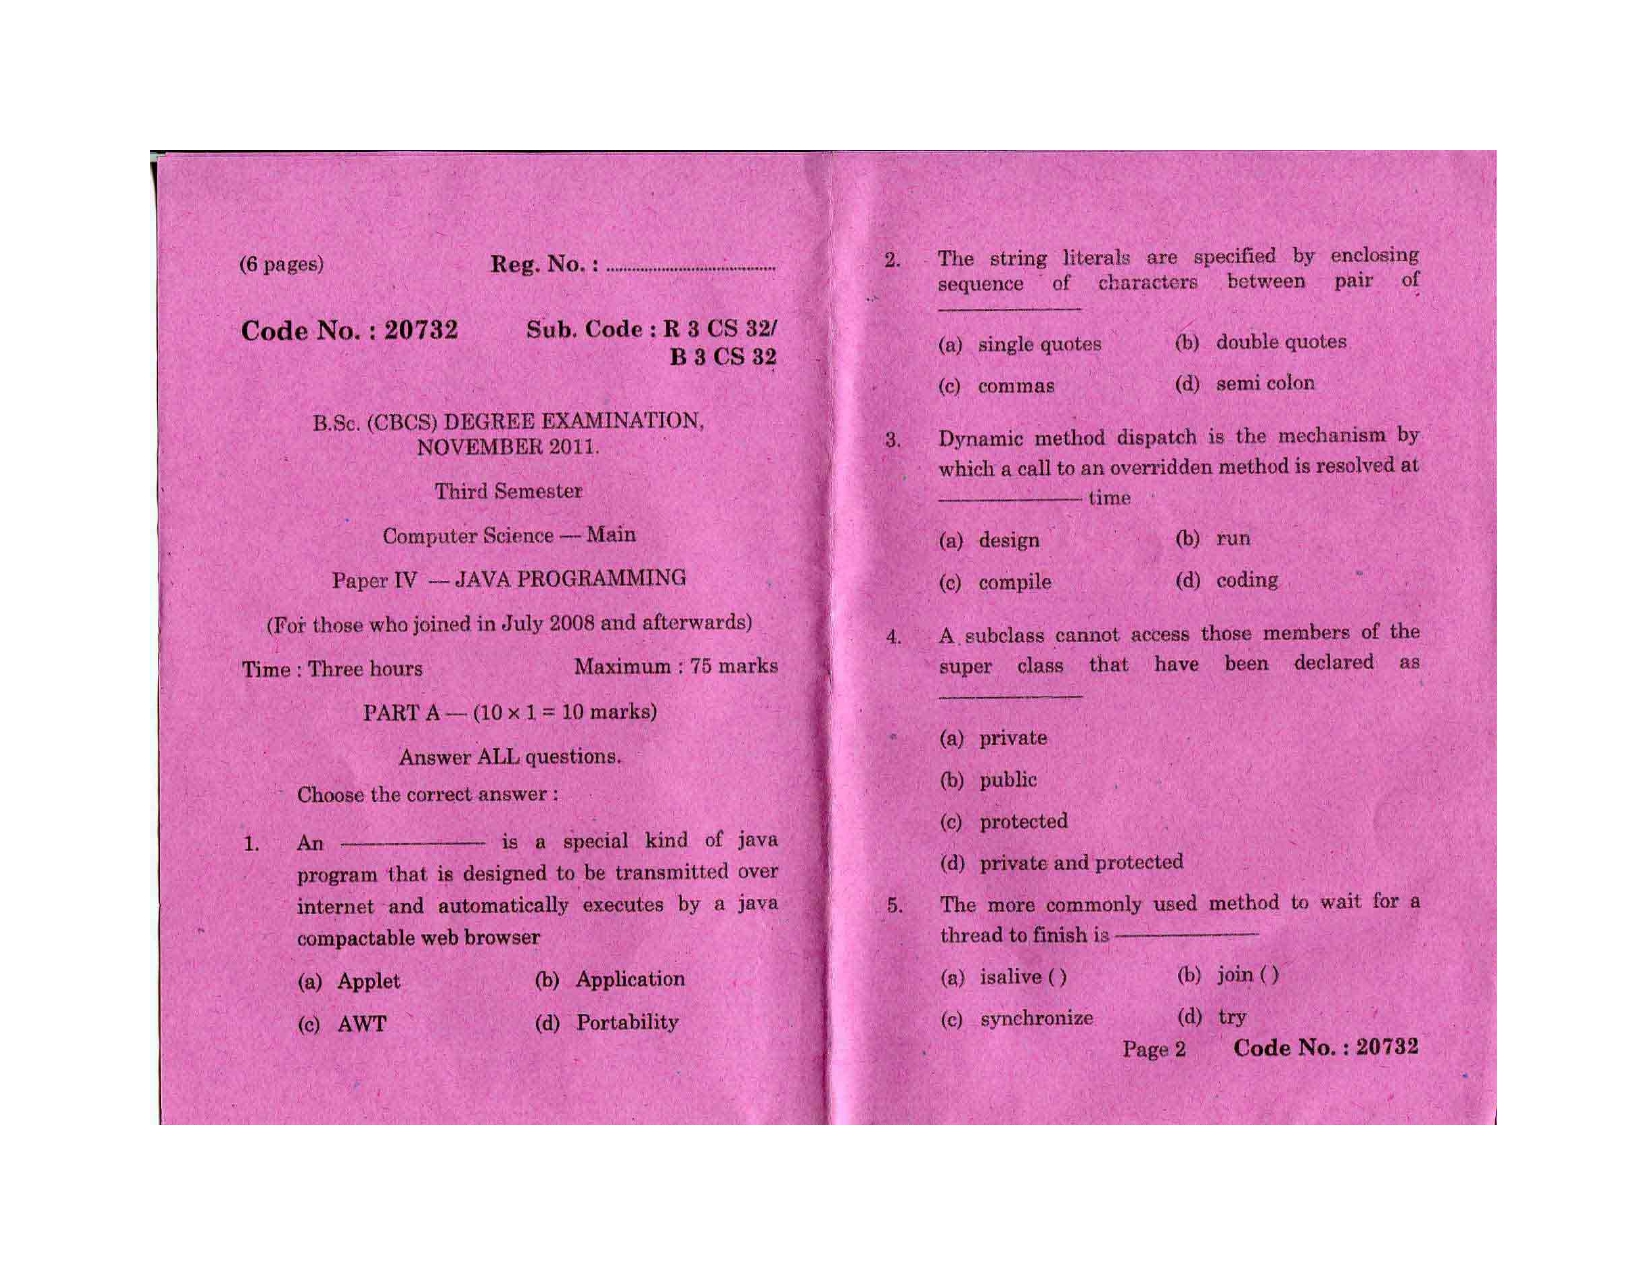 (6 pages) Reg. No. : ........................................
Code No. : 20732 Sub. Code : R 3 CS 32/
B 3 CS 32
B.Sc. (CBCS) DEGREE EXAMINATION,
NOVEMBER 2011.
Third Semester
Computer Science — Main
Paper IV — JAVA PROGRAMMING
(For those who joined in July 2008 and afterwards)
Time : Three hours Maximum : 75 marks
PART A — (10 × 1 = 10 marks)
Answer ALL questions.
Choose the correct answer :
1. An ————— is a special kind of java
program that is designed to be transmitted over
internet and automatically executes by a java
compactable web browser
(a) Applet (b) Application
(c) AWT (d) Portability
2. The string literals are specified by enclosing
sequence of characters between pair of
—————
(a) single quotes (b) double quotes
(c) commas (d) semi colon
3. Dynamic method dispatch is the mechanism by
which a call to an overridden method is resolved at
————— time
(a) design (b) run
(c) compile (d) coding
4. A subclass cannot access those members of the
super class that have been declared as
—————
(a) private
(b) public
(c) protected
(d) private and protected
5. The more commonly used method to wait for a
thread to finish is —————
(a) isalive ( ) (b) join ( )
(c) synchronize (d) try
Page 2 Code No. : 20732